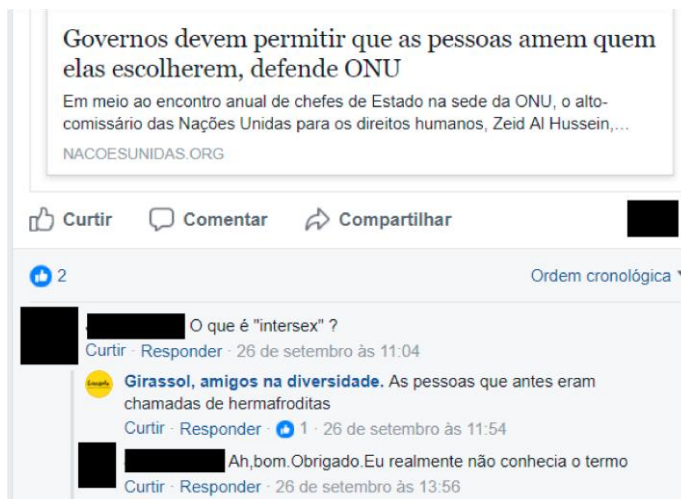 Governos devem permitir que as pessoas amem quem
elas escolherem, defende ONU
Em meio ao encontro anual de chefes de Estado na sede da ONU, o alto-
comissário das Nações Unidas para os direitos humanos, Zeid Al Hussein,...
NACOESUNIDAS.ORG
Curtir Comentar Compartilhar
2 Ordem cronológica
O que é "intersex" ?
Curtir · Responder · 26 de setembro às 11:04
Girassol, amigos na diversidade. As pessoas que antes eram
chamadas de hermafroditas
Curtir · Responder · 1 · 26 de setembro às 11:54
Ah,bom.Obrigado.Eu realmente não conhecia o termo
Curtir · Responder · 26 de setembro às 13:56